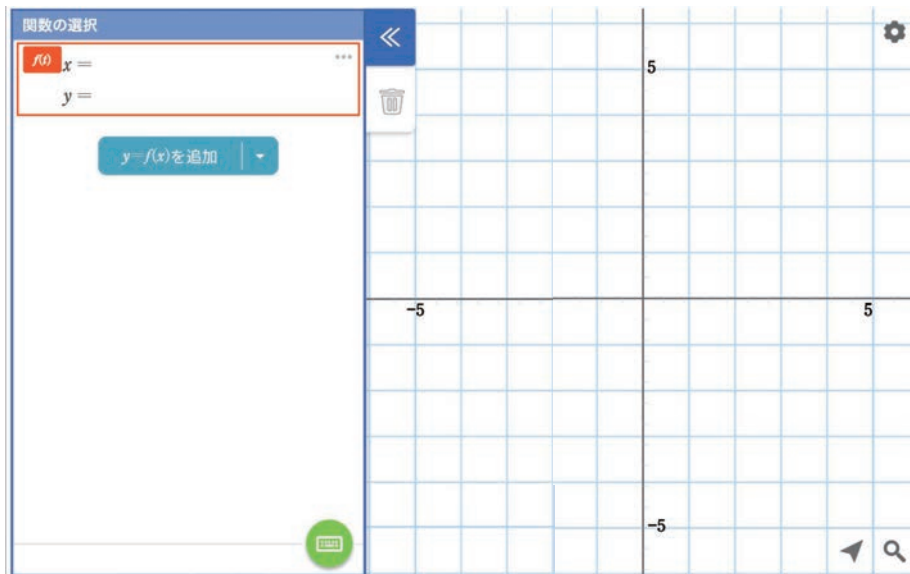 関数の選択
f(t) x =
y =
y=f(x)を追加
5
-5
5
-5